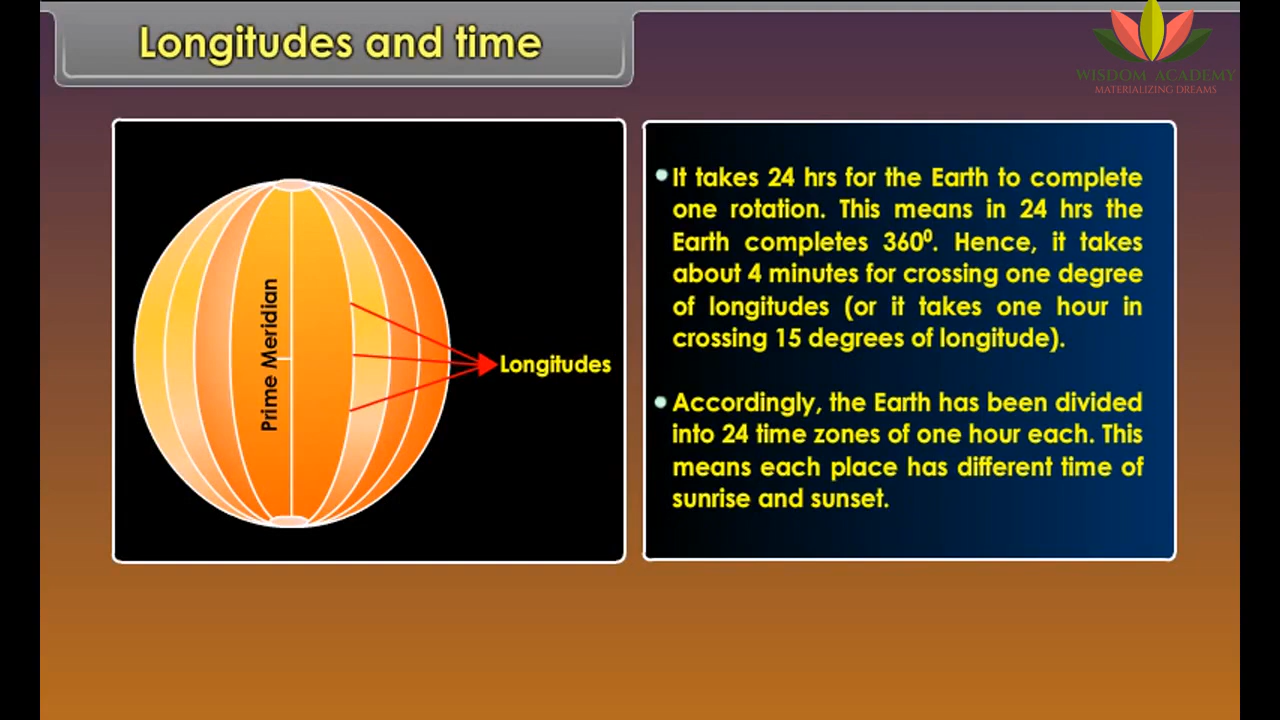 Longitudes and time
WISDOM ACADEMY
MATERIALIZING DREAMS
Prime Meridian
Longitudes
It takes 24 hrs for the Earth to complete
one rotation. This means in 24 hrs the
Earth completes 360⁰. Hence, it takes
about 4 minutes for crossing one degree
of longitudes (or it takes one hour in
crossing 15 degrees of longitude).
Accordingly, the Earth has been divided
into 24 time zones of one hour each. This
means each place has different time of
sunrise and sunset.